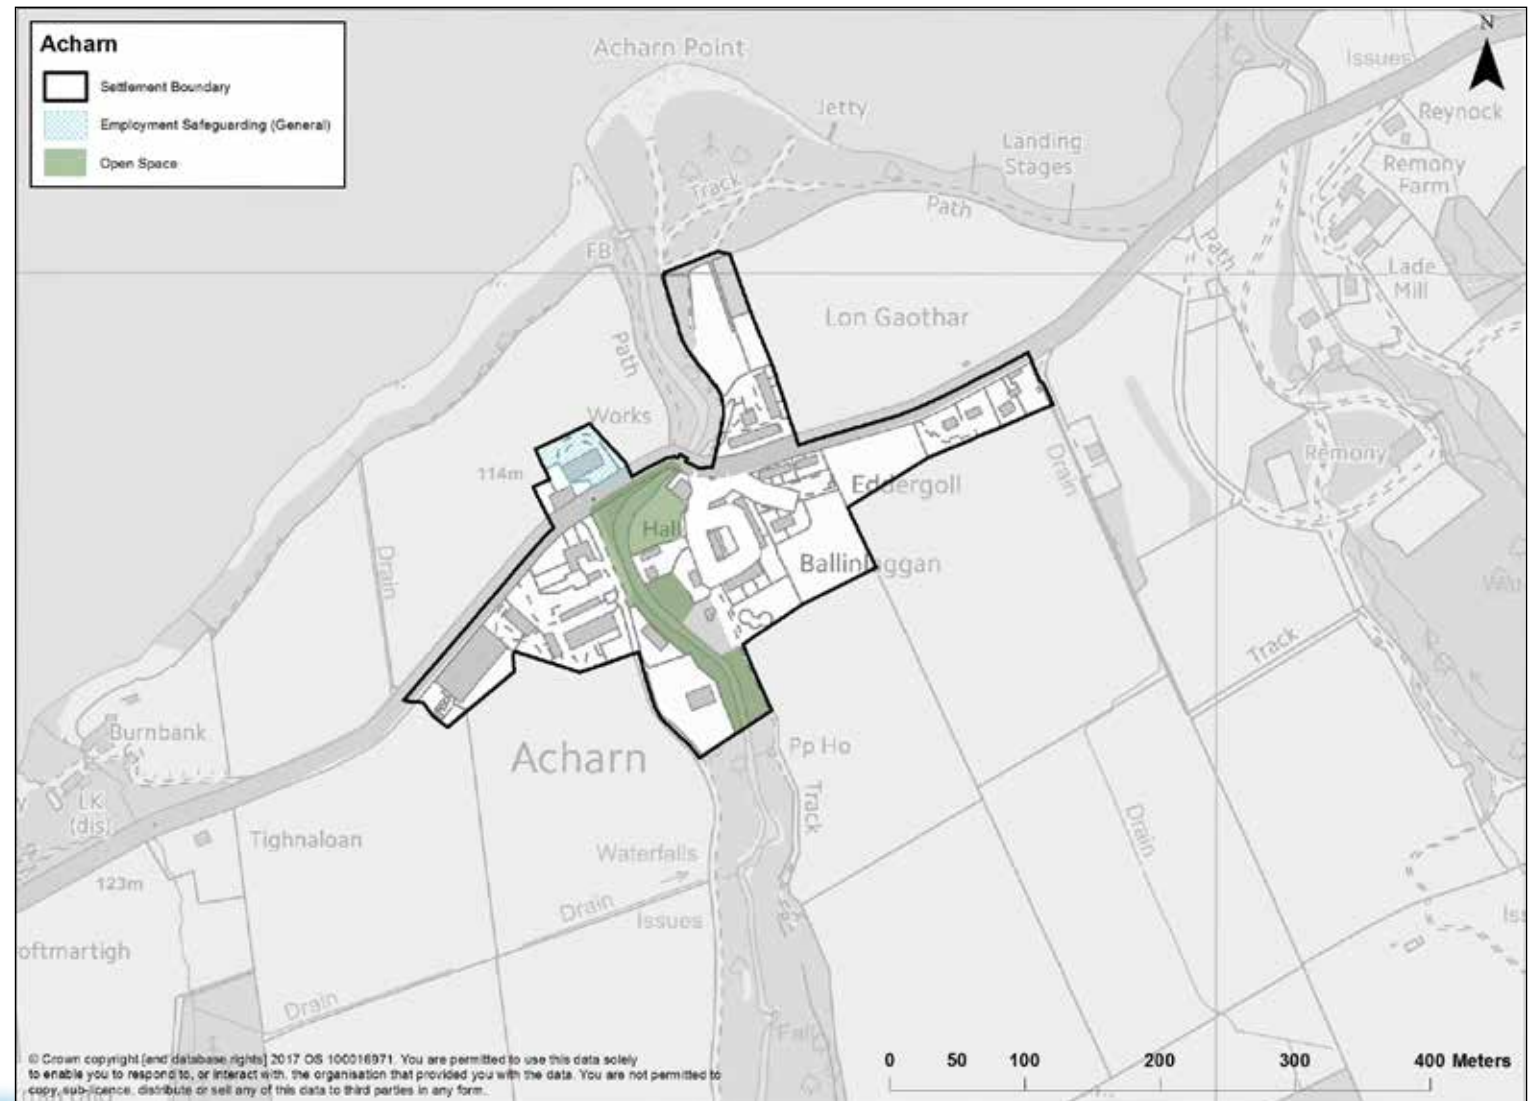 Acharn
Settlement Boundary
Employment Safeguarding (General)
Open Space
N
Acharn Point
Issues
Jetty
Reynock
Landing
Stages
Remony
Farm
Track
Path
Path
FB
Lade
Mill
Lon Gaothar
Path
Works
114m
Drain
Remony
Eddergoll
Hall
Ballinlaggan
Drain
Track
Burnbank
Acharn
Pp Ho
LK
(dis)
Track
Drain
Tighnaloan
Waterfalls
123m
Drain
Issues
oftmartigh
Drain
© Crown copyright [and database rights] 2017 OS 100016971. You are permitted to use this data solely
to enable you to respond to, or interact with, the organisation that provided you with the data. You are not permitted to
copy, sub-licence, distribute or sell any of this data to third parties in any form.
0 50 100 200 300 400 Meters